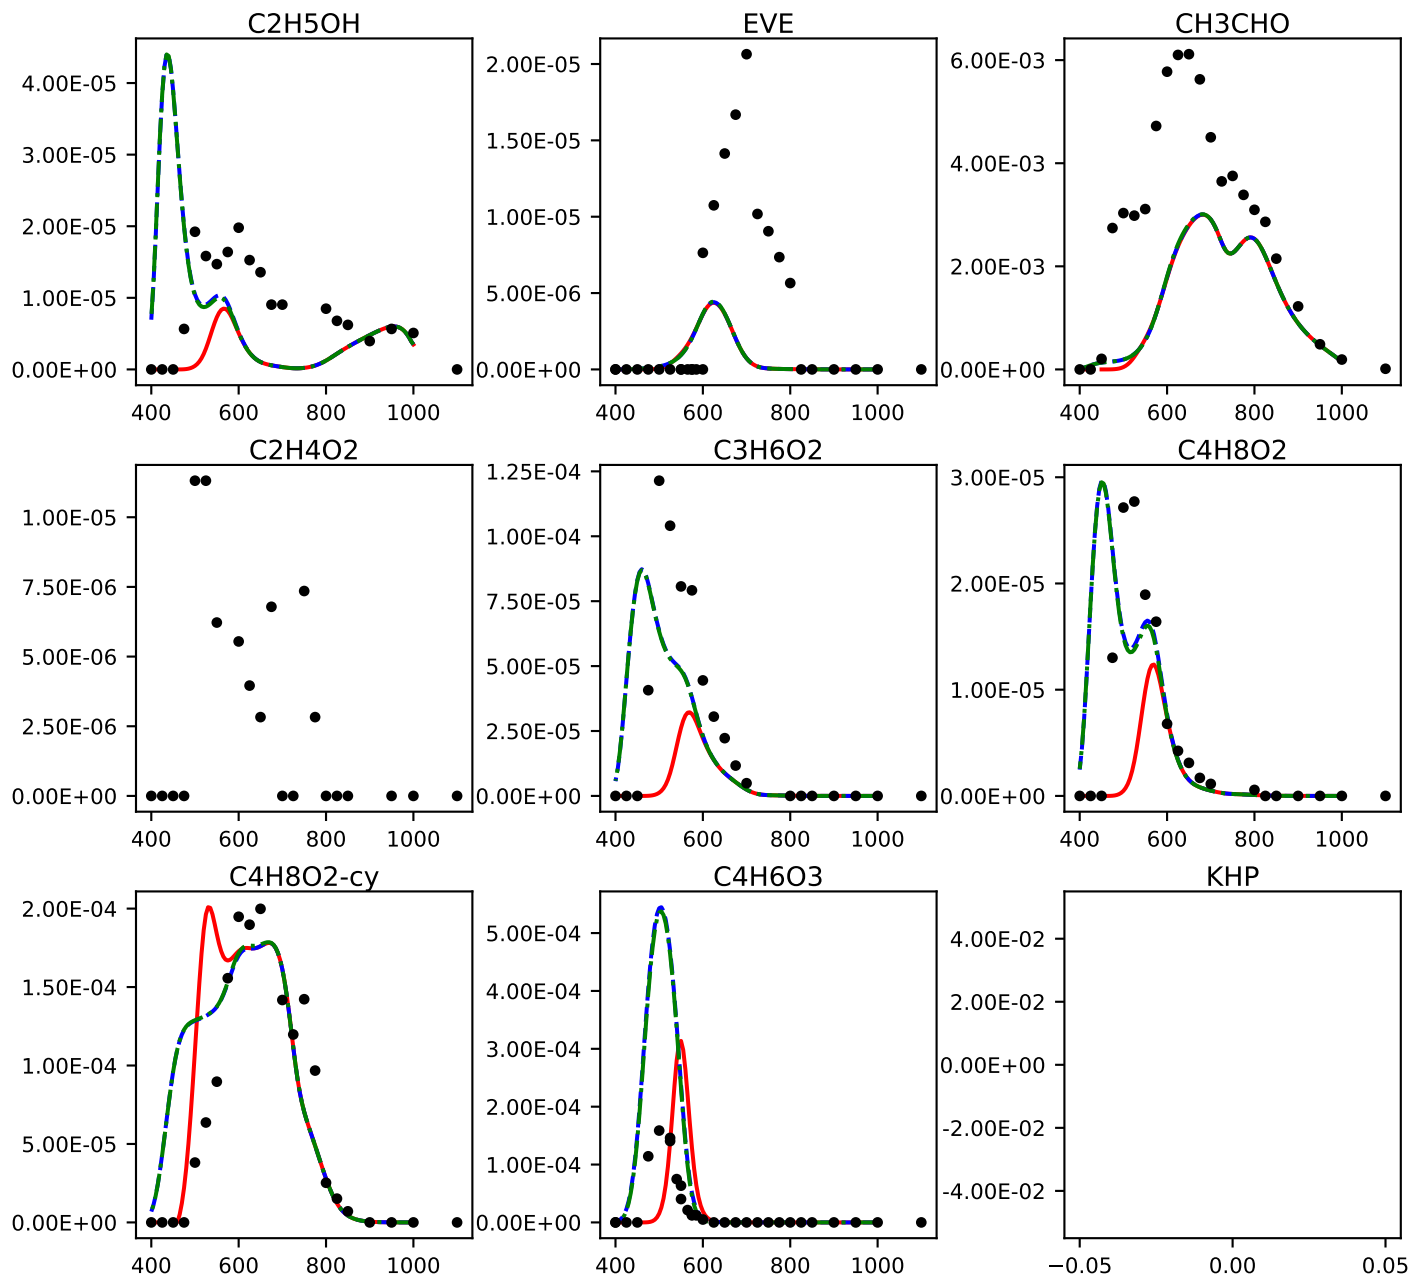 C2H5OH EVE CH3CHO
4.00E-05
3.00E-05
2.00E-05
1.00E-05
0.00E+00
400 600 800 1000
2.00E-05
1.50E-05
1.00E-05
5.00E-06
0.00E+00
400 600 800 1000
6.00E-03
4.00E-03
2.00E-03
0.00E+00
400 600 800 1000
C2H4O2 C3H6O2 C4H8O2
1.00E-05
7.50E-06
5.00E-06
2.50E-06
0.00E+00
400 600 800 1000
1.25E-04
1.00E-04
7.50E-05
5.00E-05
2.50E-05
0.00E+00
400 600 800 1000
3.00E-05
2.00E-05
1.00E-05
0.00E+00
400 600 800 1000
C4H8O2-cy C4H6O3 KHP
2.00E-04
1.50E-04
1.00E-04
5.00E-05
0.00E+00
400 600 800 1000
5.00E-04
4.00E-04
3.00E-04
2.00E-04
1.00E-04
0.00E+00
400 600 800 1000
4.00E-02
2.00E-02
0.00E+00
-2.00E-02
-4.00E-02
−0.05 0.00 0.05